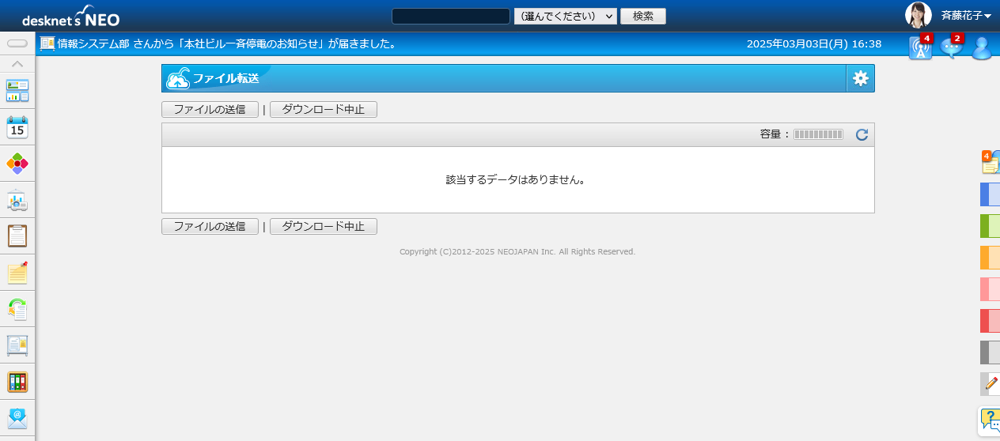 desknet's NEO
（選んでください）
検索
斉藤花子
情報システム部 さんから「本社ビル一斉停電のお知らせ」が届きました。
2025年03月03日(月) 16:38
4
2
ファイル転送
ファイルの送信 | ダウンロード中止
容量：
該当するデータはありません。
ファイルの送信 | ダウンロード中止
Copyright (C)2012-2025 NEOJAPAN Inc. All Rights Reserved.
15
4
@
?